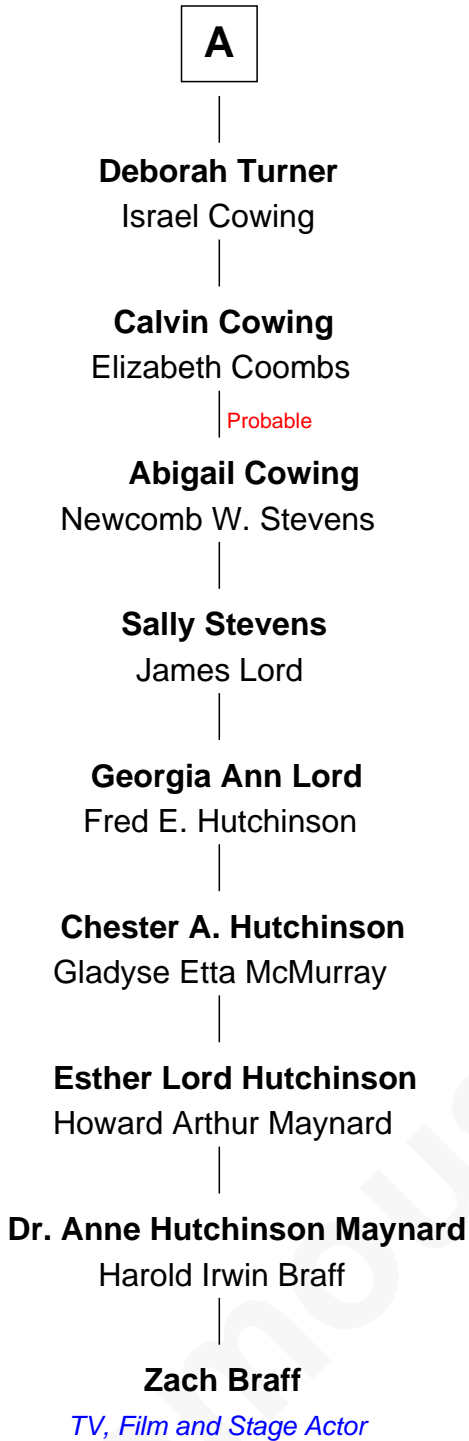 A
Deborah Turner
Israel Cowing
Calvin Cowing
Elizabeth Coombs
Probable
Abigail Cowing
Newcomb W. Stevens
Sally Stevens
James Lord
Georgia Ann Lord
Fred E. Hutchinson
Chester A. Hutchinson
Gladyse Etta McMurray
Esther Lord Hutchinson
Howard Arthur Maynard
Dr. Anne Hutchinson Maynard
Harold Irwin Braff
Zach Braff
TV, Film and Stage Actor